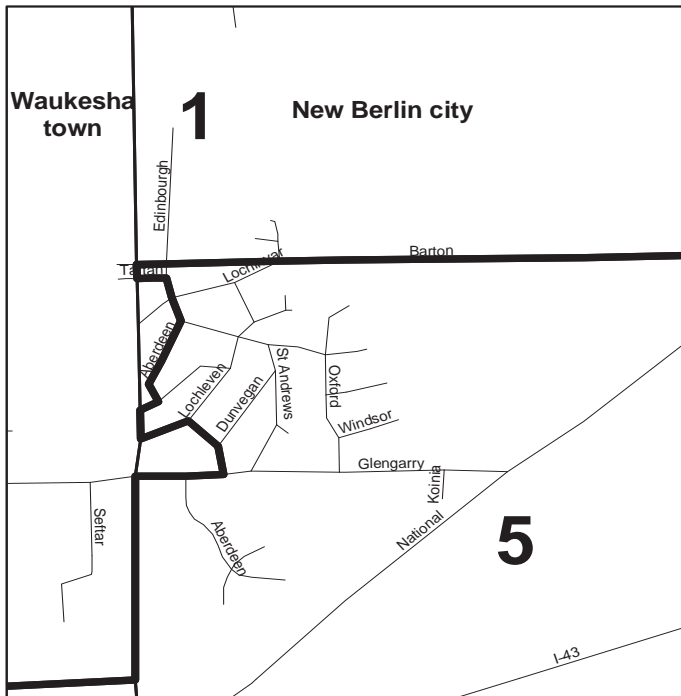 Waukesha
town
1
New Berlin city
Edinbourgh
Barton
Tartan
Lochinvar
Aberdeen
St Andrews
Lochleven
Dunvegan
Oxford
Windsor
Glengarry
Koinia
National
Seftar
Aberdeen
5
I-43